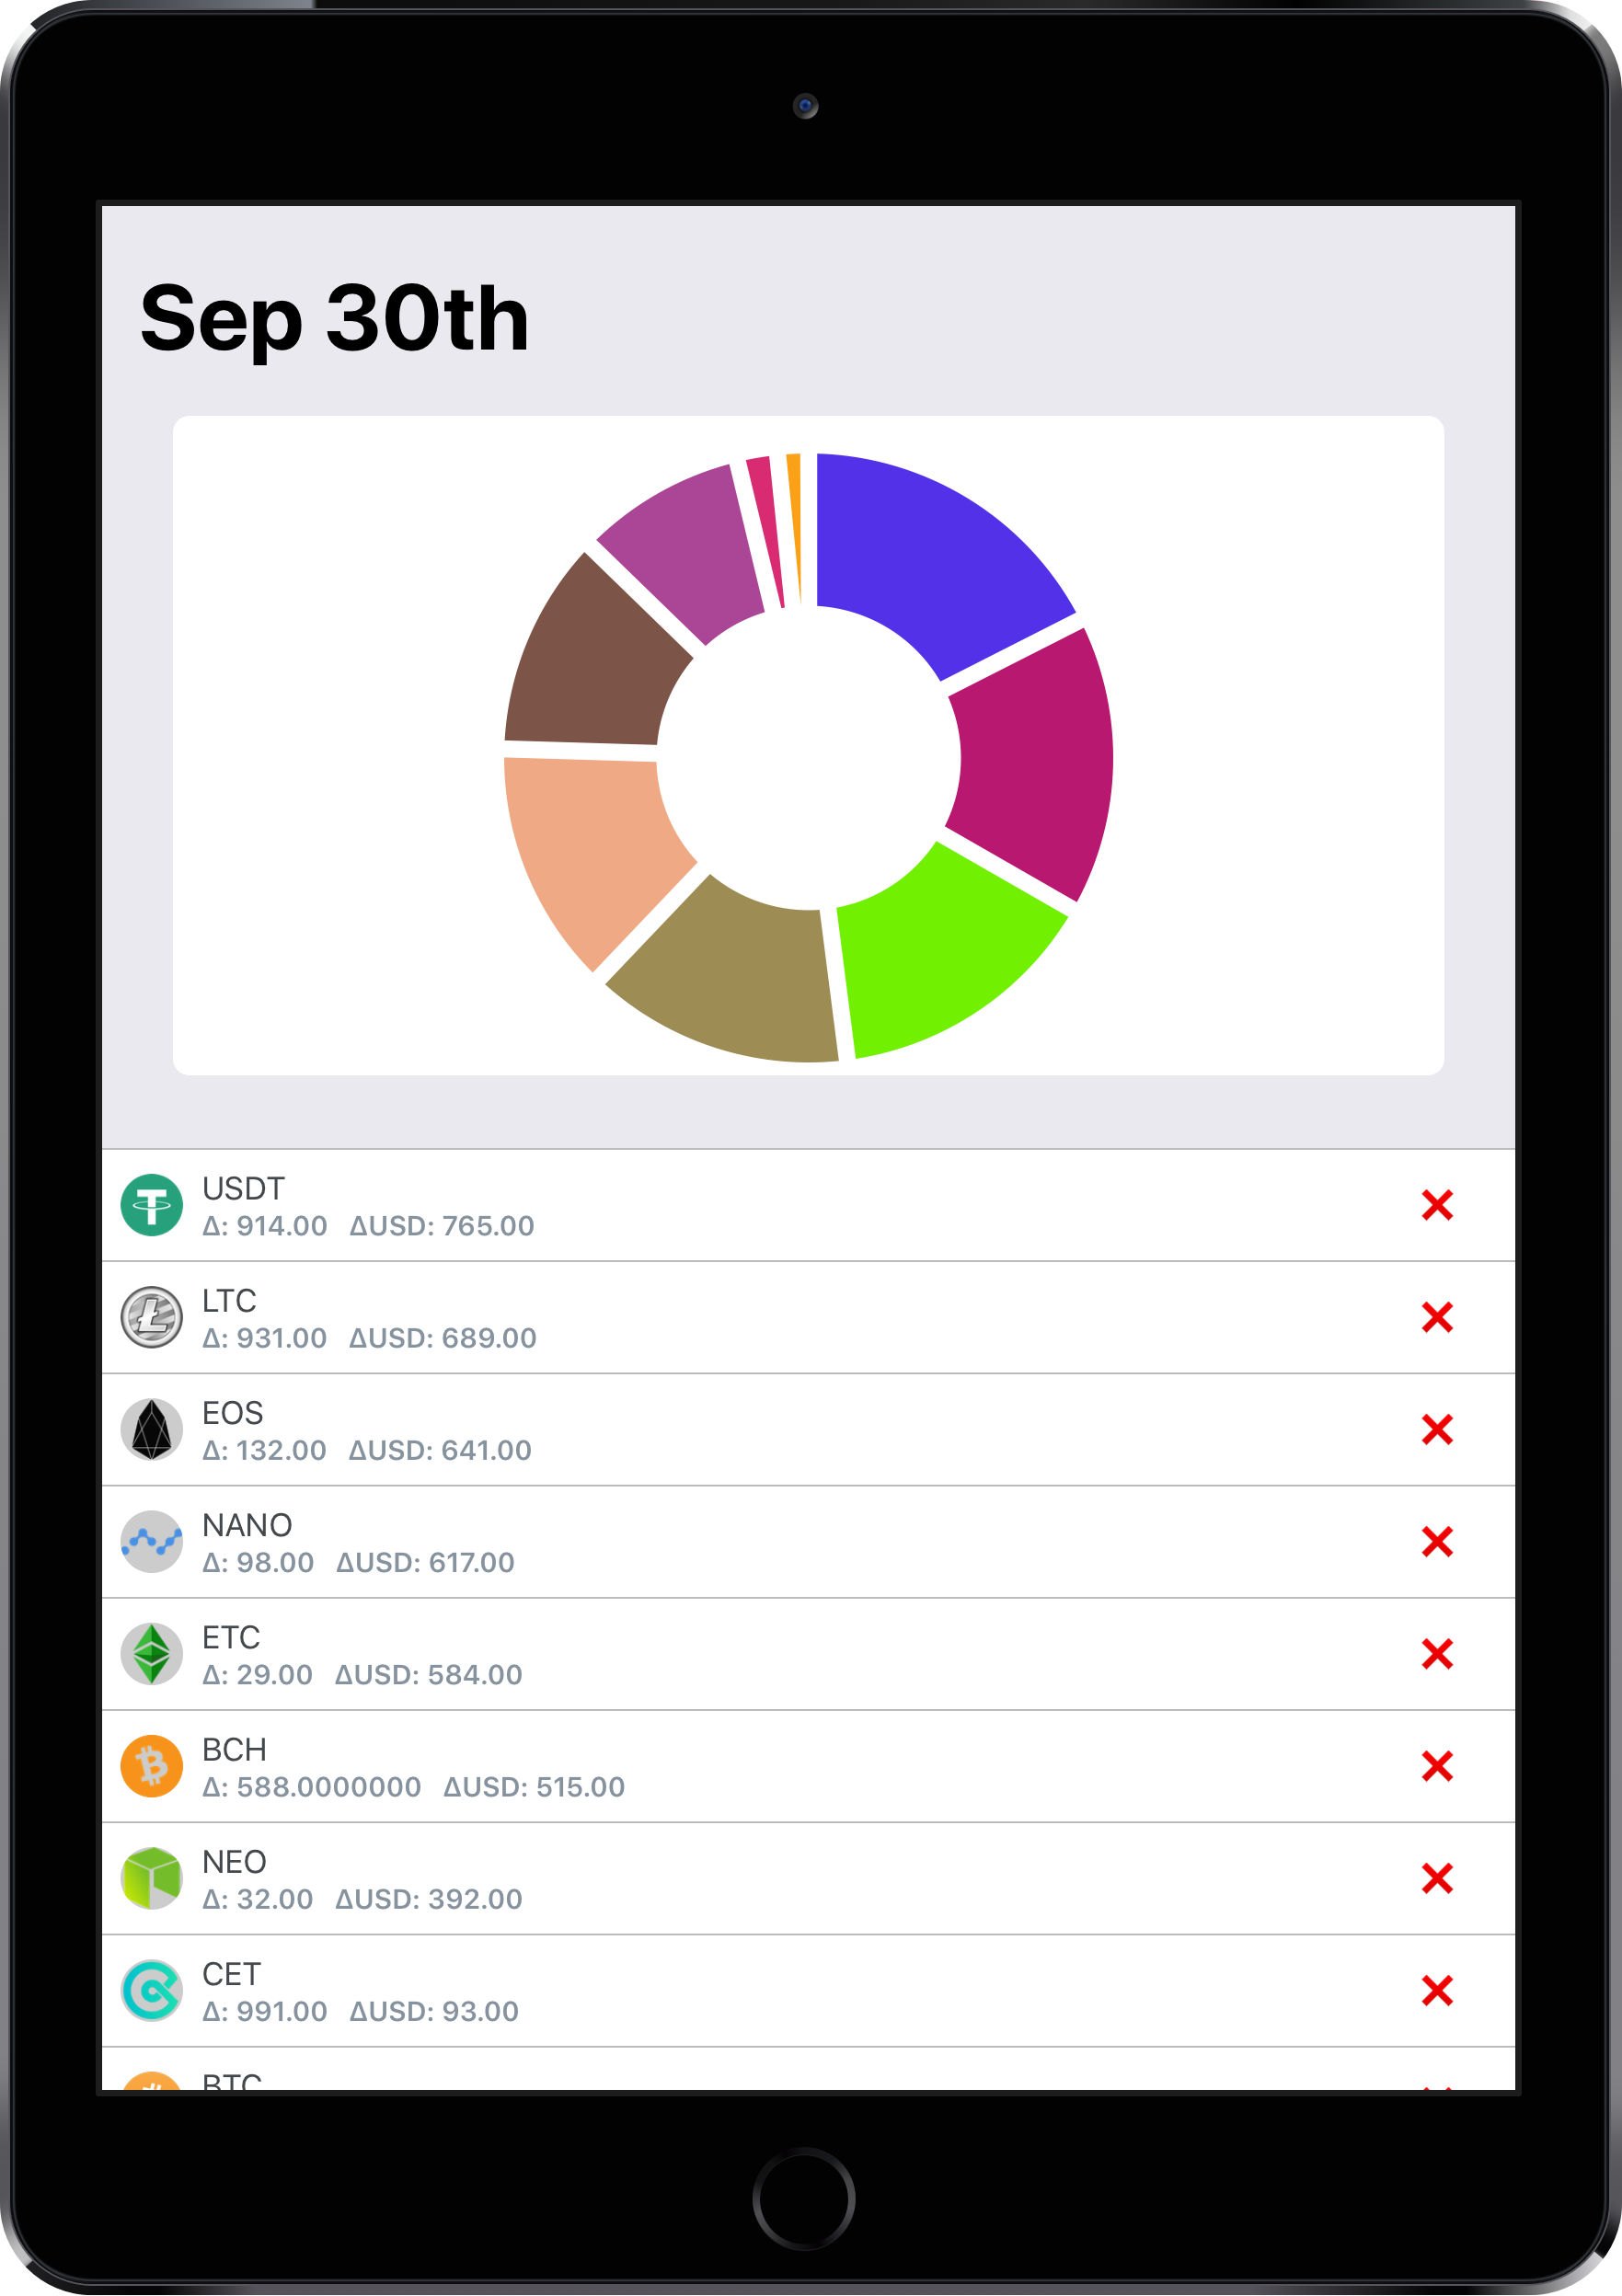 Sep 30th
USDT
Δ: 914.00 ΔUSD: 765.00
LTC
Δ: 931.00 ΔUSD: 689.00
EOS
Δ: 132.00 ΔUSD: 641.00
NANO
Δ: 98.00 ΔUSD: 617.00
ETC
Δ: 29.00 ΔUSD: 584.00
BCH
Δ: 588.0000000 ΔUSD: 515.00
NEO
Δ: 32.00 ΔUSD: 392.00
CET
Δ: 991.00 ΔUSD: 93.00
BTC